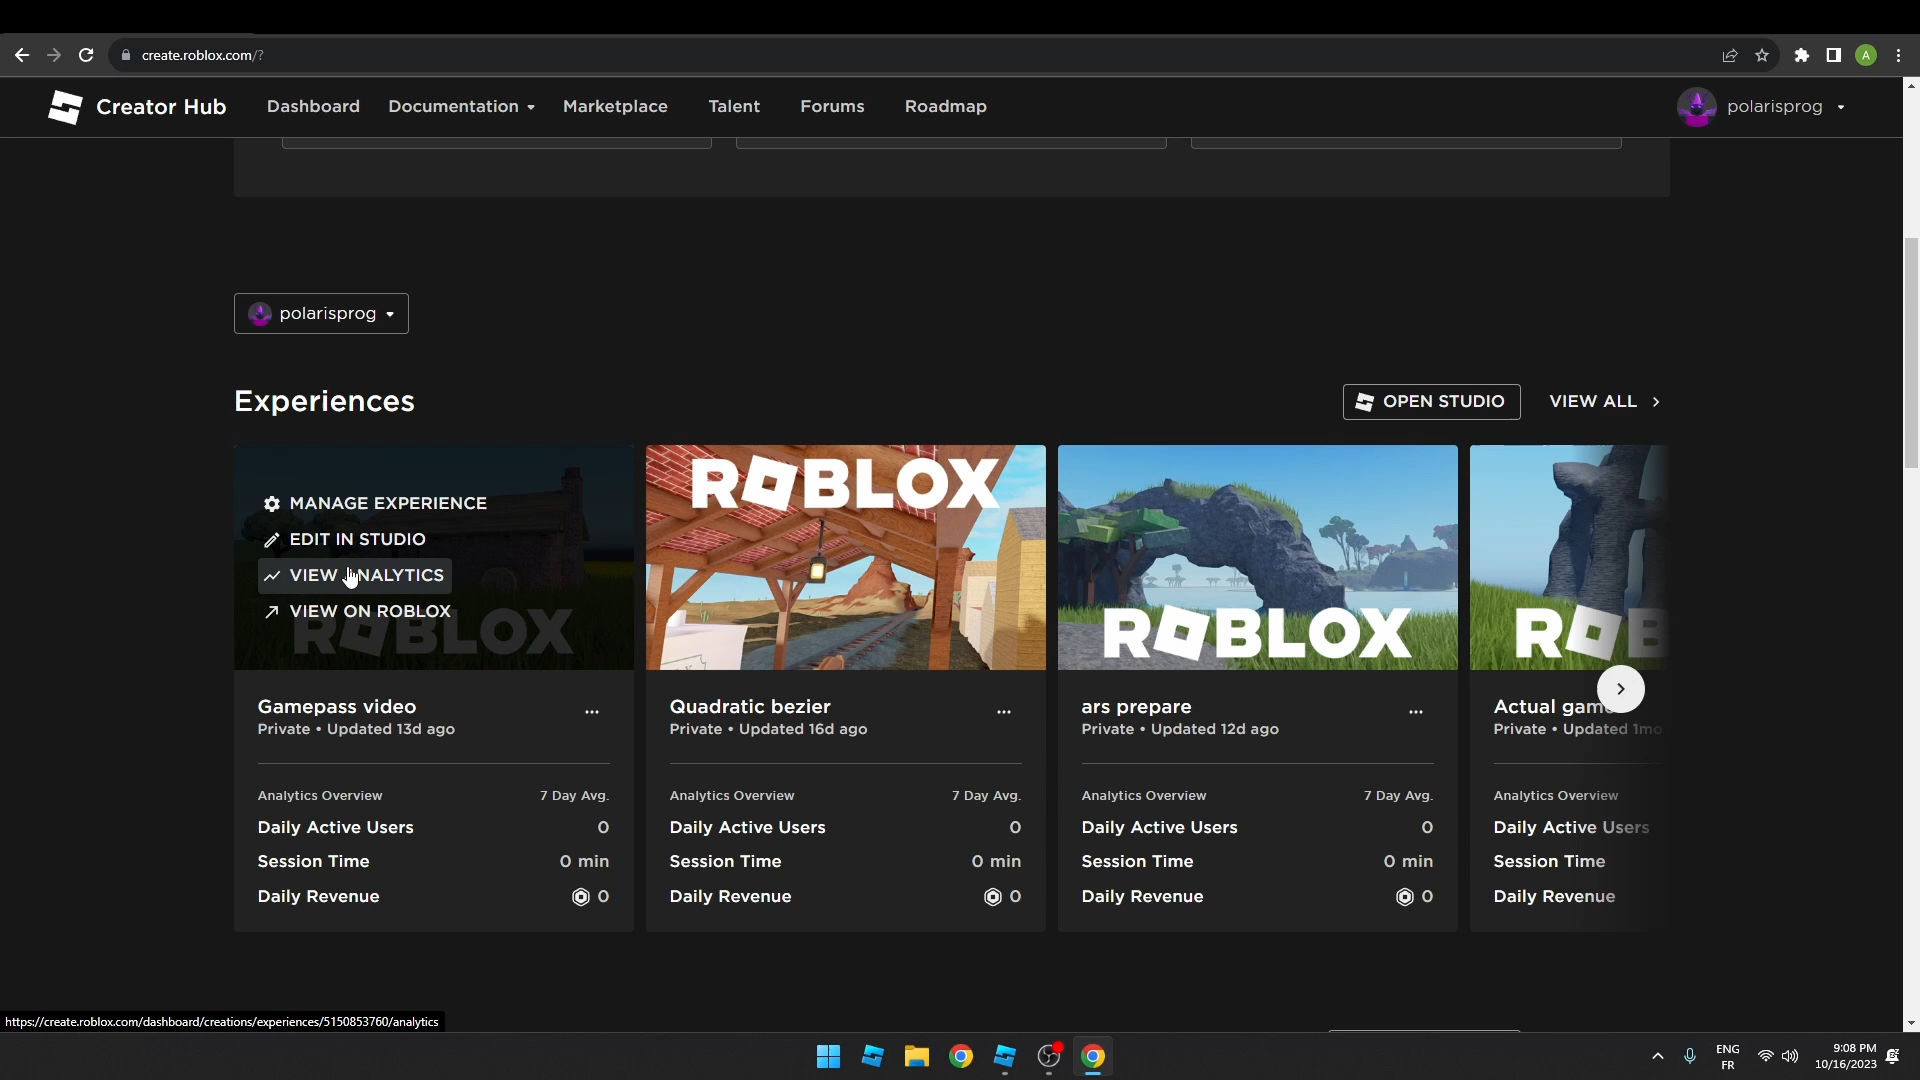 create.roblox.com/?
A
Creator Hub Dashboard Documentation Marketplace Talent Forums Roadmap polarisprog
polarisprog
Experiences
OPEN STUDIO VIEW ALL
MANAGE EXPERIENCE
EDIT IN STUDIO
VIEW ANALYTICS
VIEW ON ROBLOX
ROBLOX
ROBLOX
ROBLOX
ROB
Gamepass video ...
Private • Updated 13d ago
Analytics Overview 7 Day Avg.
Daily Active Users 0
Session Time 0 min
Daily Revenue 0
Quadratic bezier ...
Private • Updated 16d ago
Analytics Overview 7 Day Avg.
Daily Active Users 0
Session Time 0 min
Daily Revenue 0
ars prepare ...
Private • Updated 12d ago
Analytics Overview 7 Day Avg.
Daily Active Users 0
Session Time 0 min
Daily Revenue 0
Actual gam
Private • Updated 1mo
Analytics Overview
Daily Active Users
Session Time
Daily Revenue
https://create.roblox.com/dashboard/creations/experiences/5150853760/analytics
ENG
FR
9:08 PM
10/16/2023